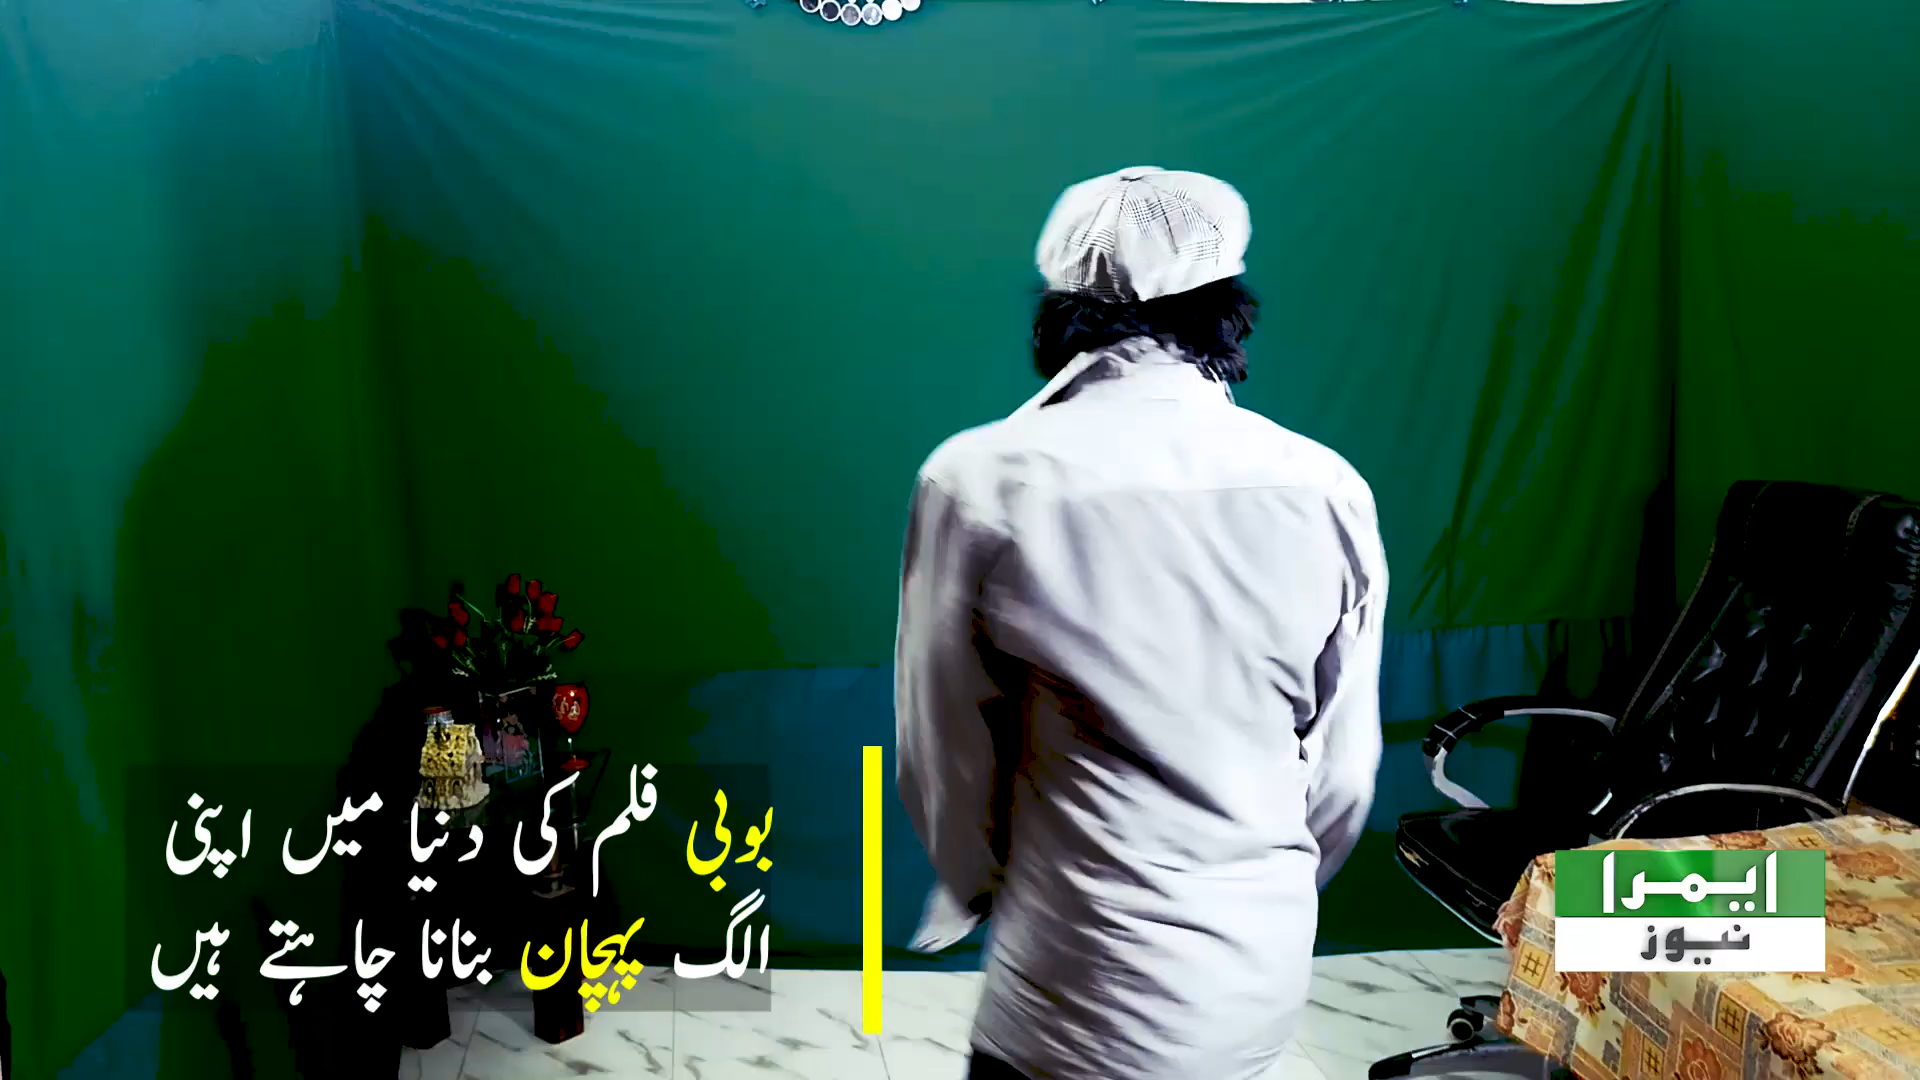 بوبی فلم کی دنیا میں اپنی
الگ پہچان بنانا چاہتے ہیں
ایمرا
نیوز